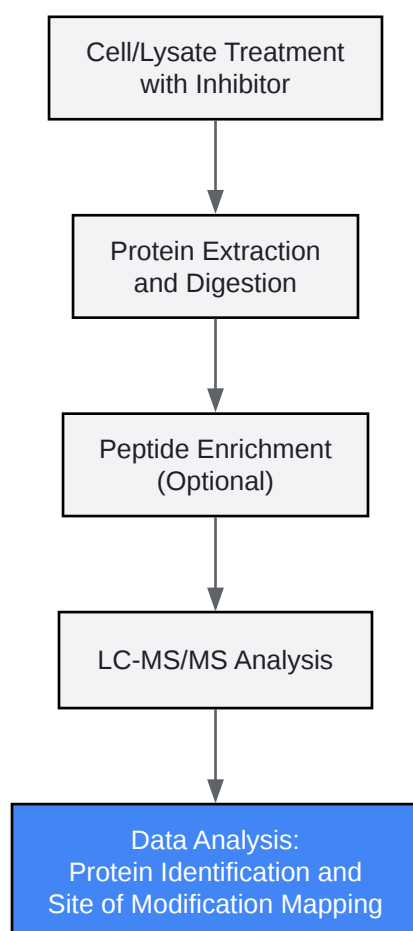 Cell/Lysate Treatment
with Inhibitor
Protein Extraction
and Digestion
Peptide Enrichment
(Optional)
LC-MS/MS Analysis
Data Analysis:
Protein Identification and
Site of Modification Mapping